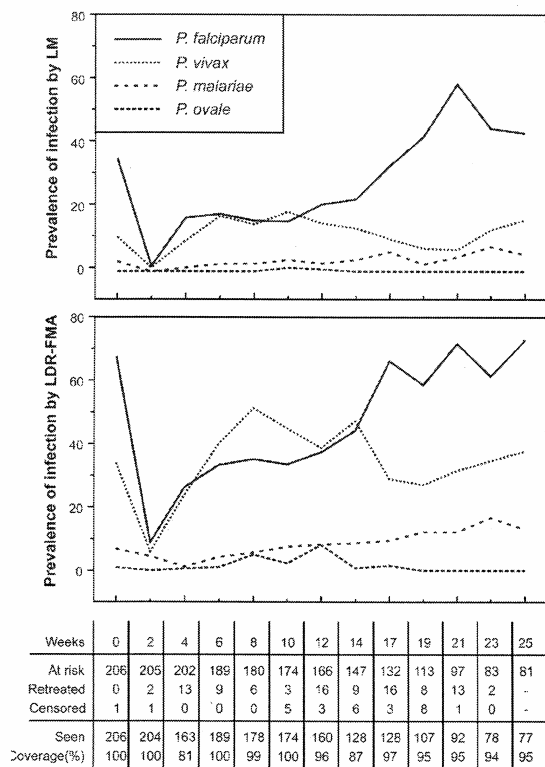 80
60
40
20
0
Prevalence of infection by LM
P. falciparum
P. vivax
P. malariae
P. ovale
80
60
40
20
0
Prevalence of infection by LDR-FMA
Weeks 0 2 4 6 8 10 12 14 17 19 21 23 25
At risk 206 205 202 189 180 174 166 147 132 113 97 83 81
Retreated 0 2 13 9 6 3 16 9 16 8 13 2 -
Censored 1 1 0 0 0 5 3 6 3 8 1 0 -
Seen 206 204 163 189 178 174 160 128 128 107 92 78 77
Coverage(%) 100 100 81 100 99 100 96 87 97 95 95 94 95